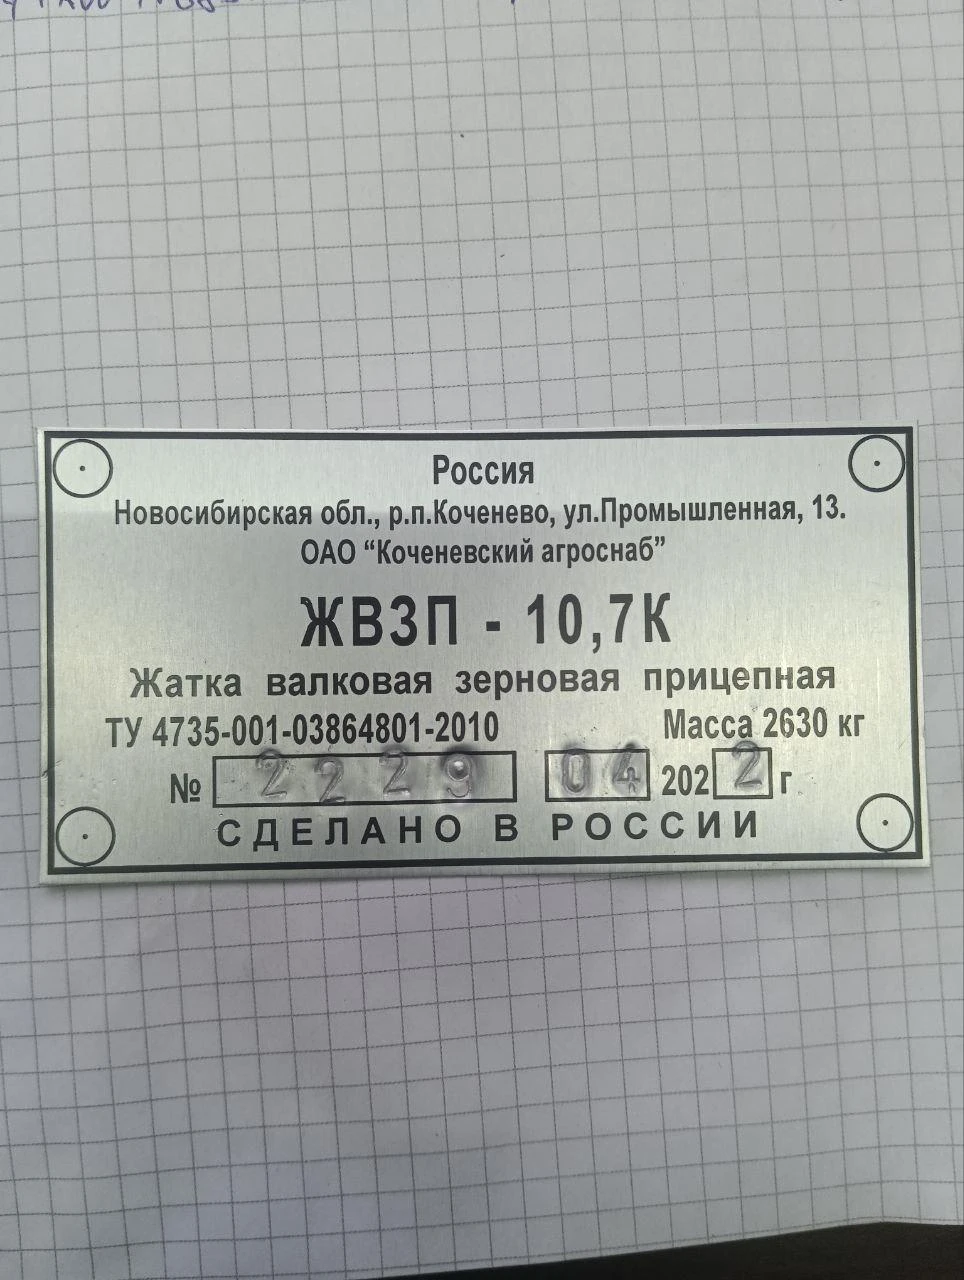 Россия
Новосибирская обл., р.п.Коченево, ул.Промышленная, 13.
ОАО “Коченевский агроснаб”
ЖВЗП - 10,7К
Жатка валковая зерновая прицепная
ТУ 4735-001-03864801-2010 Масса 2630 кг
№ 2229 04 2022 г
СДЕЛАНО В РОССИИ